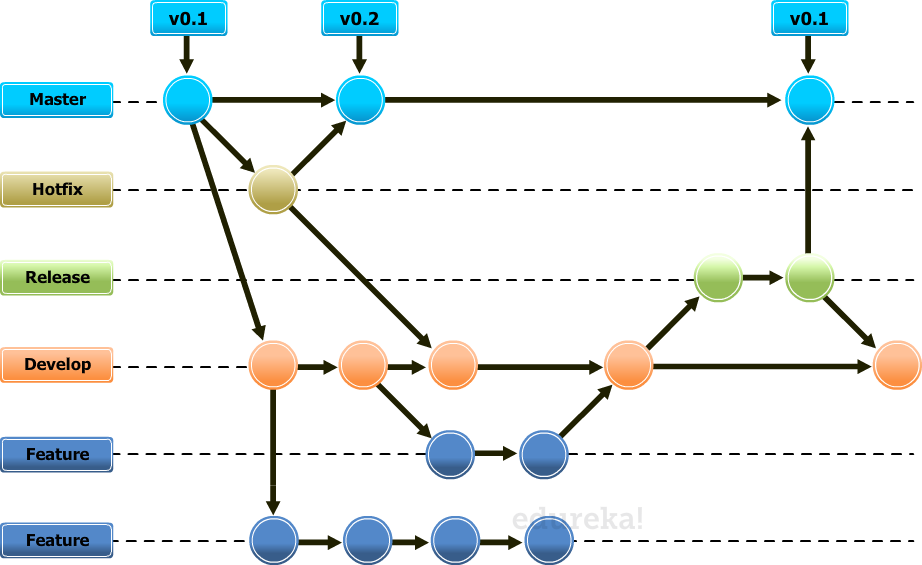 v0.1
v0.2
v0.1
Master
Hotfix
Release
Develop
Feature
edureka!
Feature